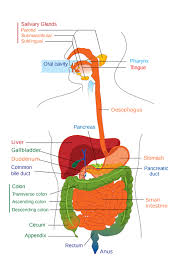 Salivary Glands
Parotid
Submaxillary
Sublingual
Oral cavity
Pharynx
Tongue
Oesophagus
Pancreas
Liver
Gallbladder
Duodenum
Common
bile duct
Stomach
Pancreatic
duct
Colon
Transverse colon
Ascending colon
Descending colon
Small
intestine
Cecum
Appendix
Rectum
Anus